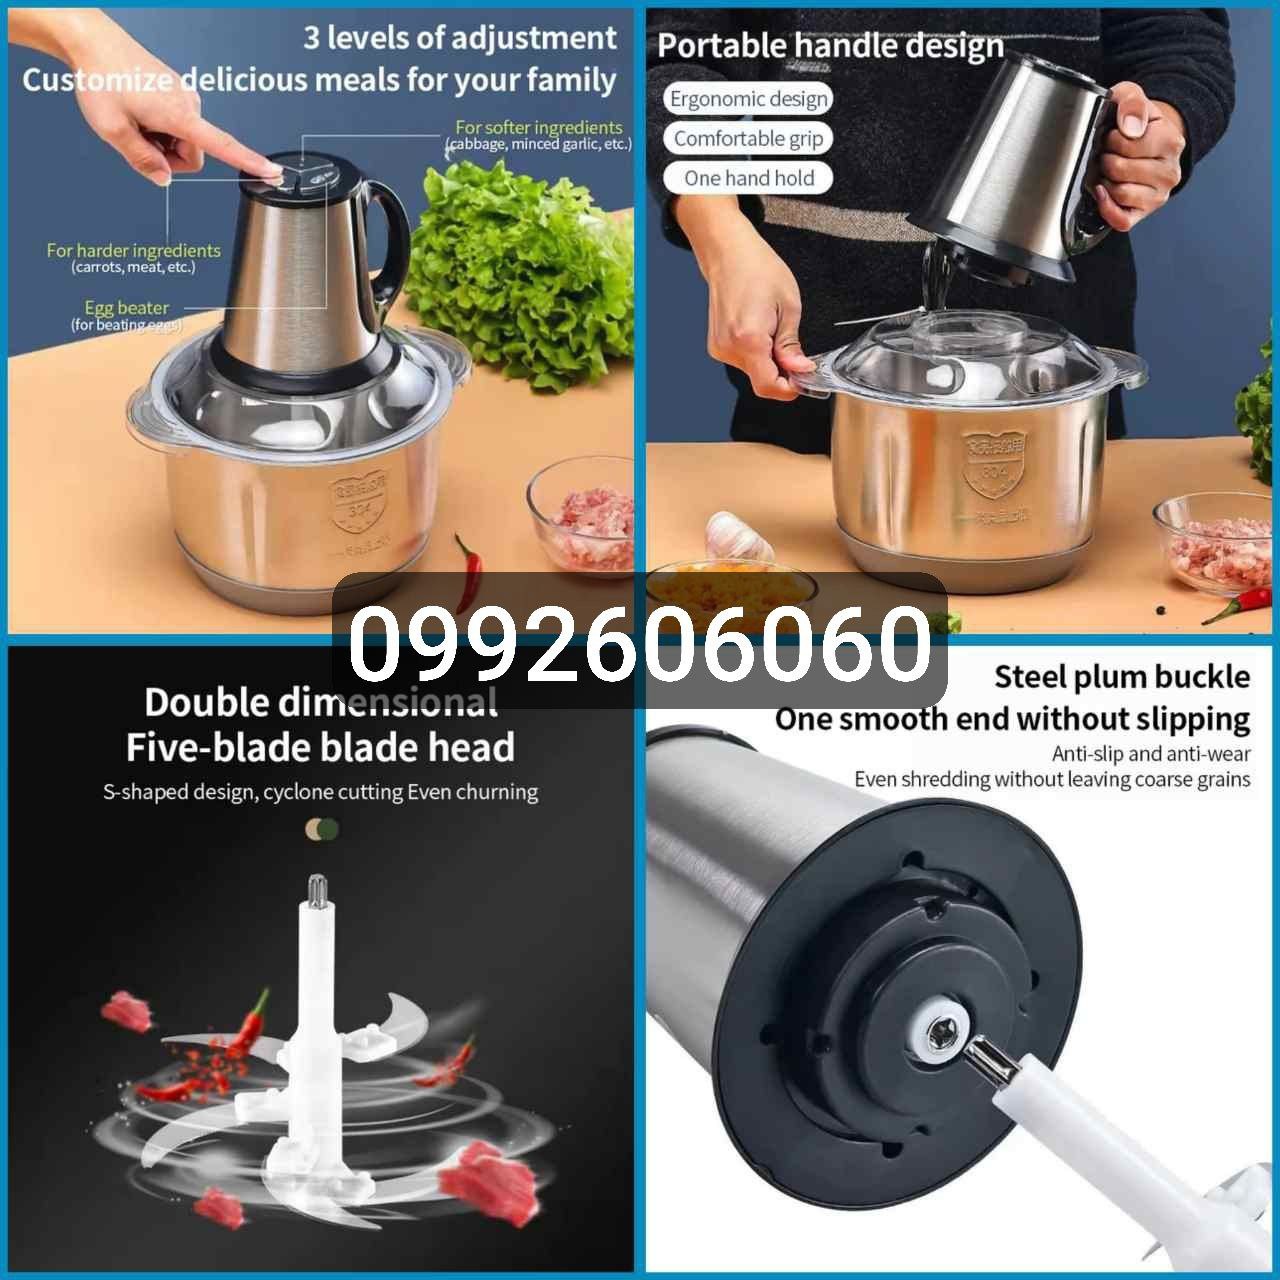 3 levels of adjustment
Customize delicious meals for your family
For softer ingredients
(cabbage, minced garlic, etc.)
For harder ingredients
(carrots, meat, etc.)
Egg beater
(for beating eggs)
304
Portable handle design
Ergonomic design
Comfortable grip
One hand hold
304
0992606060
Double dimensional
Five-blade blade head
S-shaped design, cyclone cutting Even churning
Steel plum buckle
One smooth end without slipping
Anti-slip and anti-wear
Even shredding without leaving coarse grains